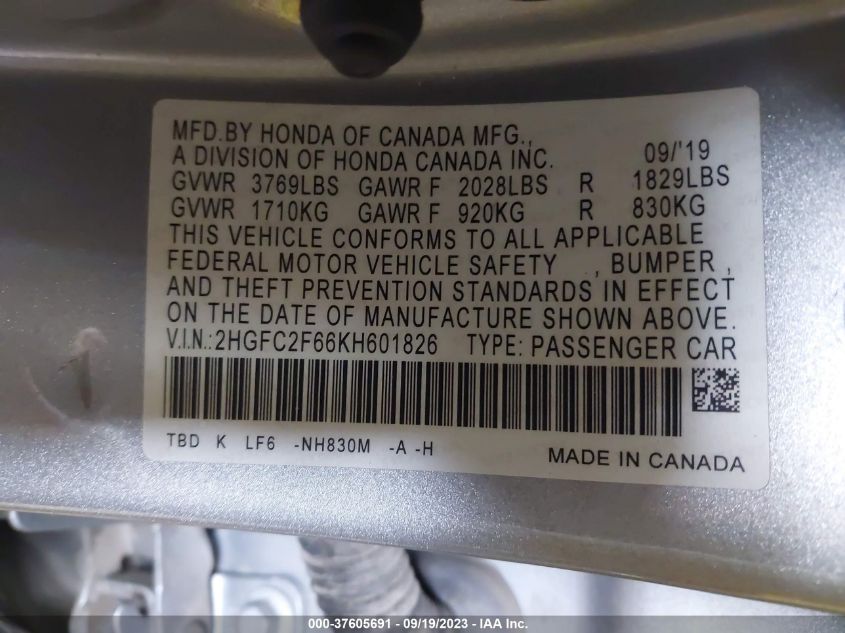 MFD.BY HONDA OF CANADA MFG.,
A DIVISION OF HONDA CANADA INC. 09/'19
GVWR 3769LBS GAWR F 2028LBS R 1829LBS
GVWR 1710KG GAWR F 920KG R 830KG
THIS VEHICLE CONFORMS TO ALL APPLICABLE
FEDERAL MOTOR VEHICLE SAFETY , BUMPER ,
AND THEFT PREVENTION STANDARDS IN EFFECT
ON THE DATE OF MANUFACTURE SHOWN ABOVE.
V.I.N.:2HGFC2F66KH601826 TYPE: PASSENGER CAR
TBD K LF6 -NH830M -A -H
MADE IN CANADA
000-37605691 - 09/19/2023 - IAA Inc.